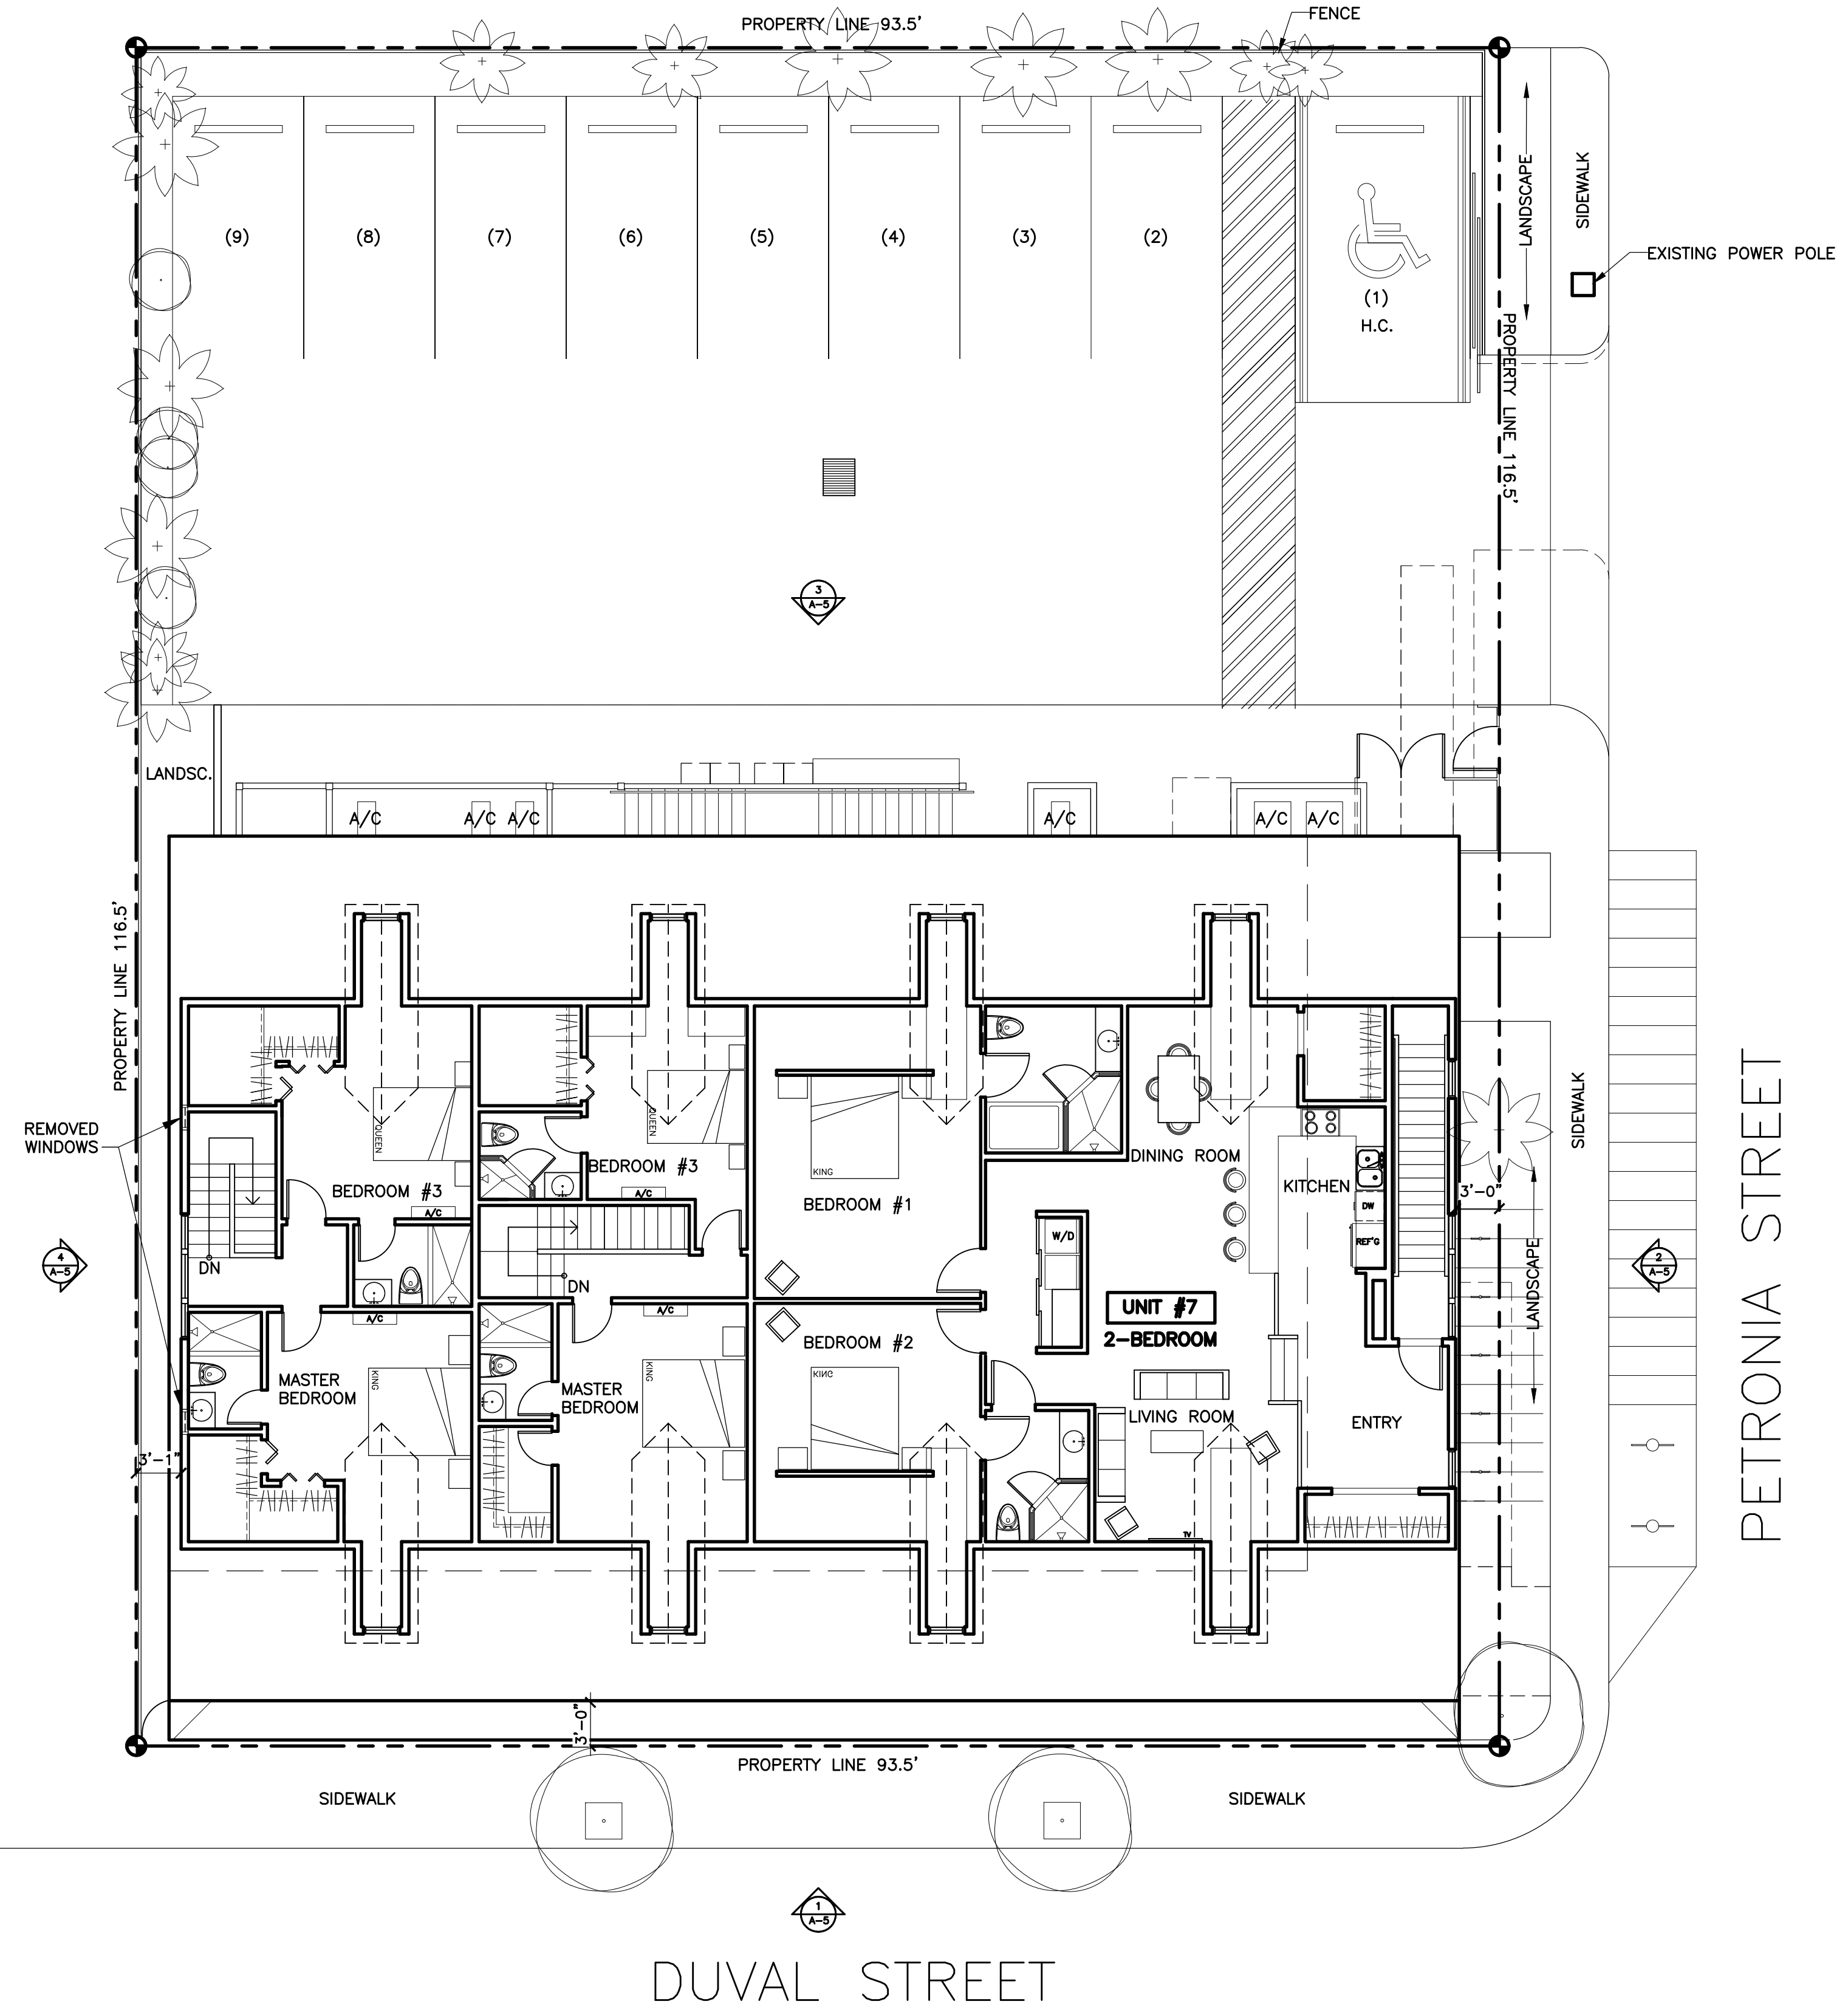 PROPERTY LINE 93.5'
FENCE
LANDSCAPE
SIDEWALK
(9)
(8)
(7)
(6)
(5)
(4)
(3)
(2)
(1)
H.C.
EXISTING POWER POLE
PROPERTY LINE 116.5'
3
A-5
LANDSC.
A/C
A/C
A/C
A/C
A/C
A/C
PROPERTY LINE 116.5'
REMOVED
WINDOWS
QUEEN
BEDROOM #3
A/C
QUEEN
BEDROOM #3
A/C
KING
BEDROOM #1
DINING ROOM
KITCHEN
DW
REF'G
3'-0"
SIDEWALK
PETRONIA STREET
4
A-5
DN
DN
W/D
2
A-5
LANDSCAPE
A/C
A/C
UNIT #7
2-BEDROOM
BEDROOM #2
KING
MASTER
BEDROOM
KING
MASTER
BEDROOM
KING
LIVING ROOM
ENTRY
3'-1"
TV
3'-0"
PROPERTY LINE 93.5'
SIDEWALK
SIDEWALK
1
A-5
DUVAL STREET